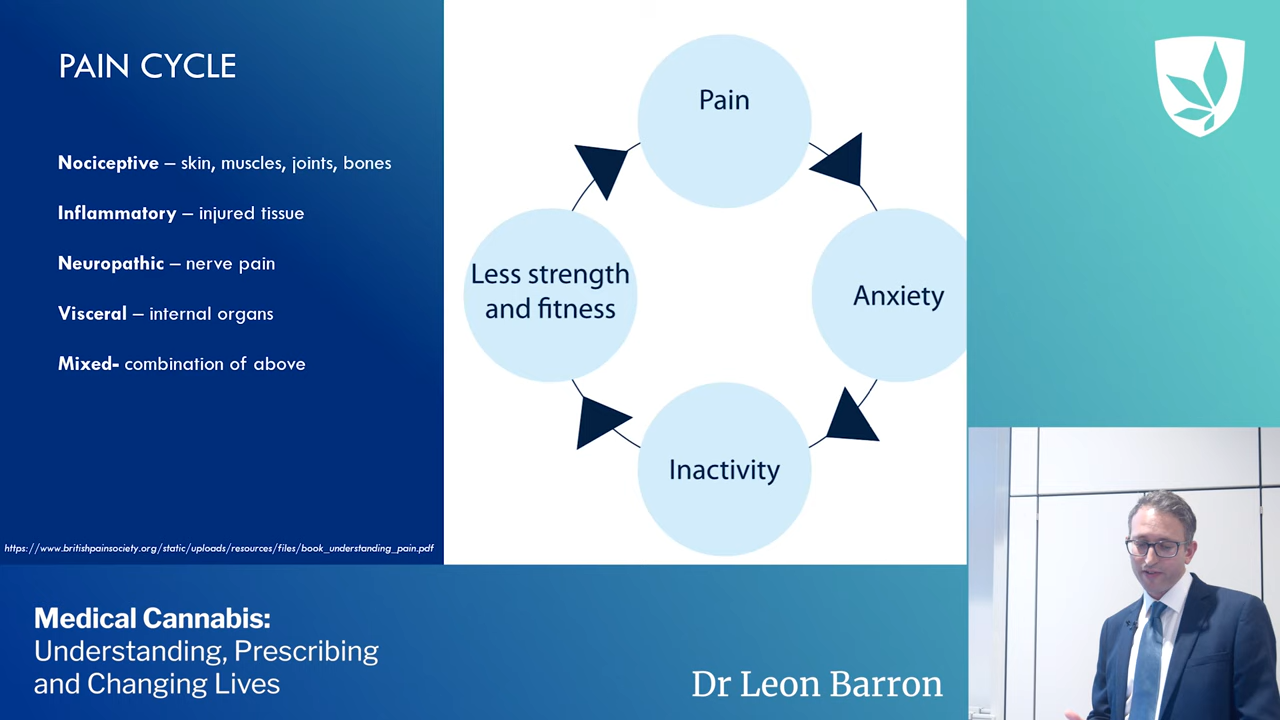 PAIN CYCLE
Nociceptive – skin, muscles, joints, bones
Inflammatory – injured tissue
Neuropathic – nerve pain
Visceral – internal organs
Mixed- combination of above
https://www.britishpainsociety.org/static/uploads/resources/files/book_understanding_pain.pdf
Pain
Anxiety
Inactivity
Less strength
and fitness
Medical Cannabis:
Understanding, Prescribing
and Changing Lives
Dr Leon Barron